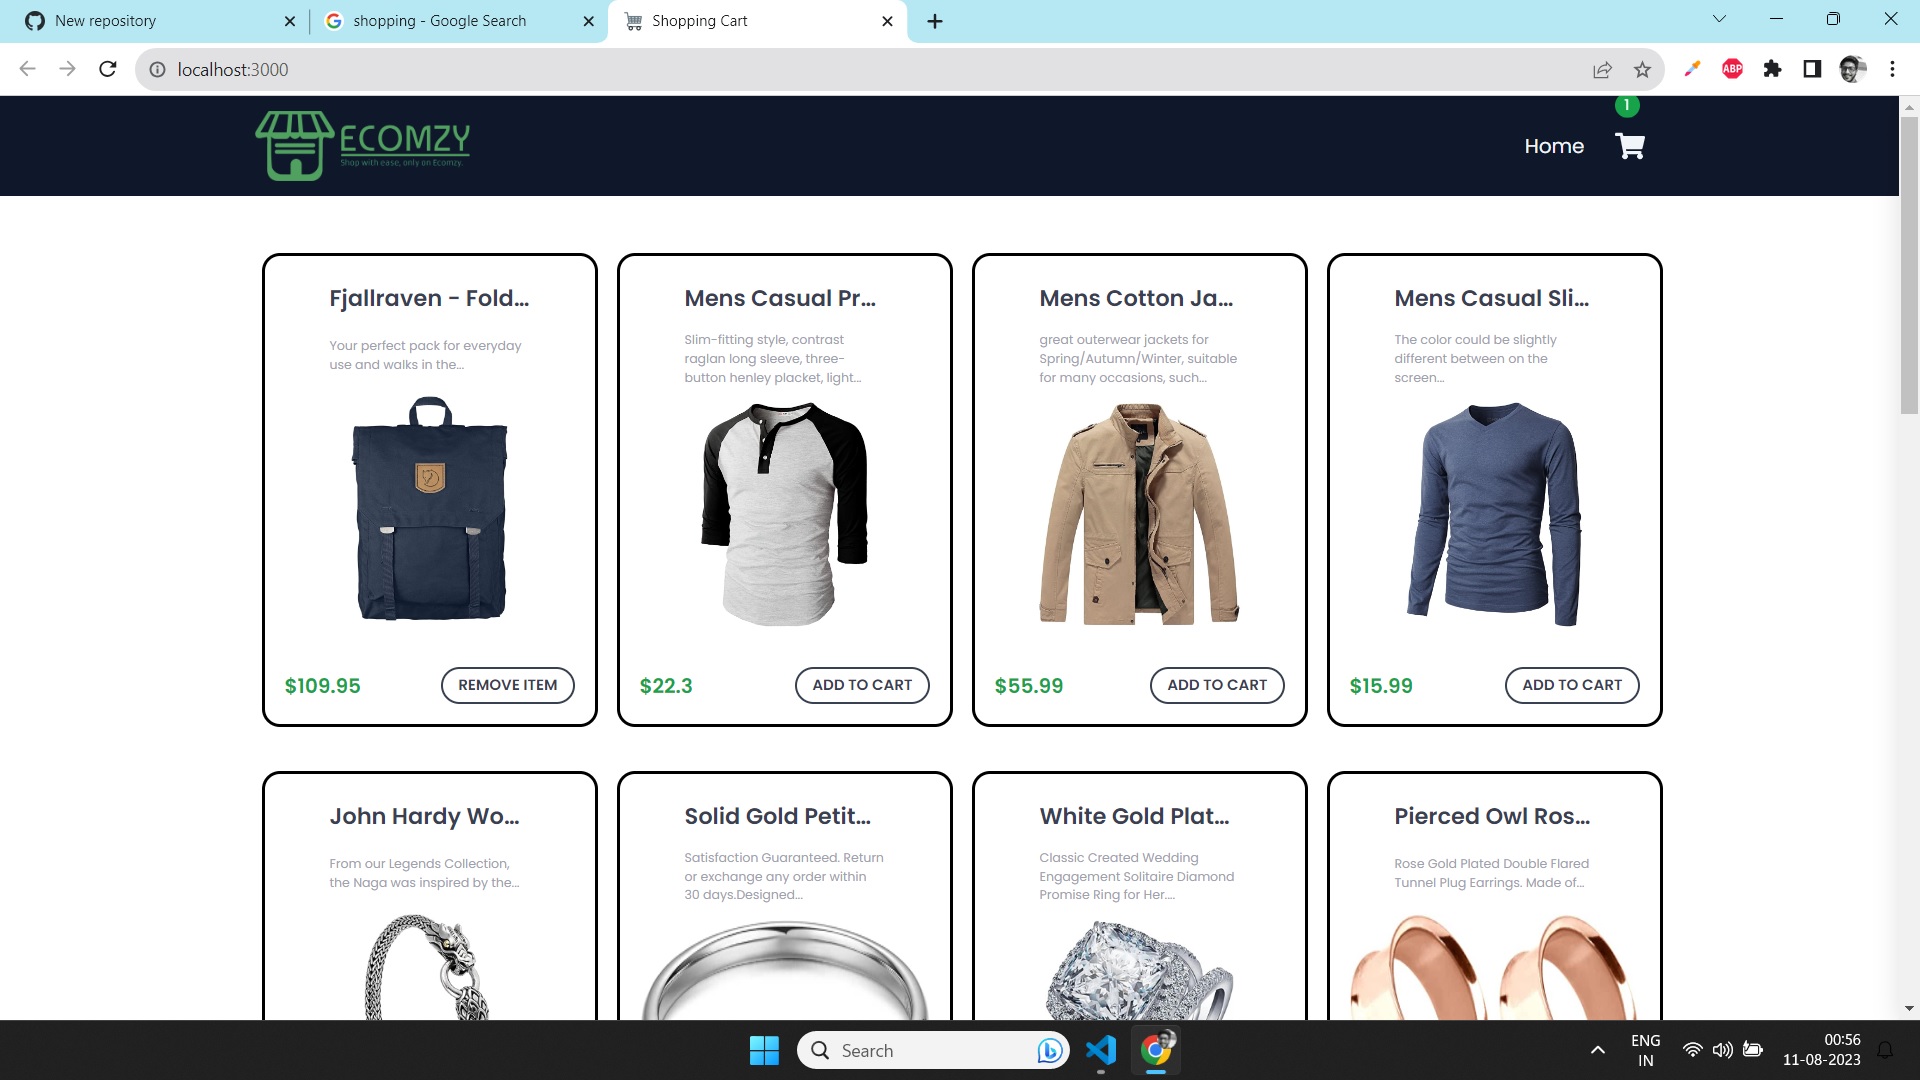 New repository
shopping - Google Search
Shopping Cart
localhost:3000
ABP
1
ECOMZY
Shop with ease, only on Ecomzy.
Home
Fjallraven - Fold...
Your perfect pack for everyday
use and walks in the...
$109.95
REMOVE ITEM
Mens Casual Pr...
Slim-fitting style, contrast
raglan long sleeve, three-
button henley placket, light...
$22.3
ADD TO CART
Mens Cotton Ja...
great outerwear jackets for
Spring/Autumn/Winter, suitable
for many occasions, such...
$55.99
ADD TO CART
Mens Casual Sli...
The color could be slightly
different between on the
screen...
$15.99
ADD TO CART
John Hardy Wo...
From our Legends Collection,
the Naga was inspired by the...
Solid Gold Petit...
Satisfaction Guaranteed. Return
or exchange any order within
30 days.Designed...
White Gold Plat...
Classic Created Wedding
Engagement Solitaire Diamond
Promise Ring for Her....
Pierced Owl Ros...
Rose Gold Plated Double Flared
Tunnel Plug Earrings. Made of...
Search
ENG
IN
00:56
11-08-2023